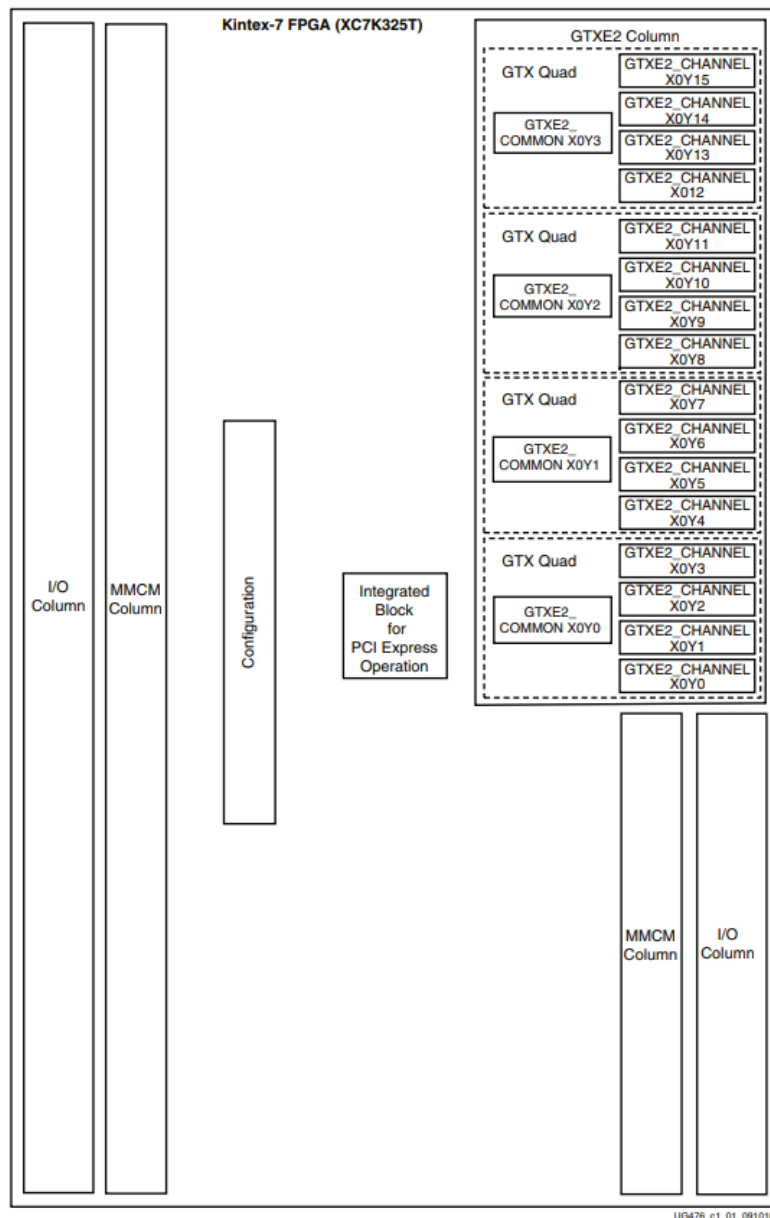 Kintex-7 FPGA (XC7K325T)
GTXE2 Column
GTX Quad
GTXE2_CHANNEL
X0Y15
GTXE2_CHANNEL
X0Y14
GTXE2_
COMMON X0Y3
GTXE2_CHANNEL
X0Y13
GTXE2_CHANNEL
X012
GTX Quad
GTXE2_CHANNEL
X0Y11
GTXE2_CHANNEL
X0Y10
GTXE2_
COMMON X0Y2
GTXE2_CHANNEL
X0Y9
GTXE2_CHANNEL
X0Y8
GTX Quad
GTXE2_CHANNEL
X0Y7
GTXE2_CHANNEL
X0Y6
GTXE2_
COMMON X0Y1
GTXE2_CHANNEL
X0Y5
GTXE2_CHANNEL
X0Y4
GTX Quad
GTXE2_CHANNEL
X0Y3
GTXE2_CHANNEL
X0Y2
GTXE2_
COMMON X0Y0
GTXE2_CHANNEL
X0Y1
GTXE2_CHANNEL
X0Y0
I/O
Column
MMCM
Column
Configuration
Integrated
Block
for
PCI Express
Operation
MMCM
Column
I/O
Column